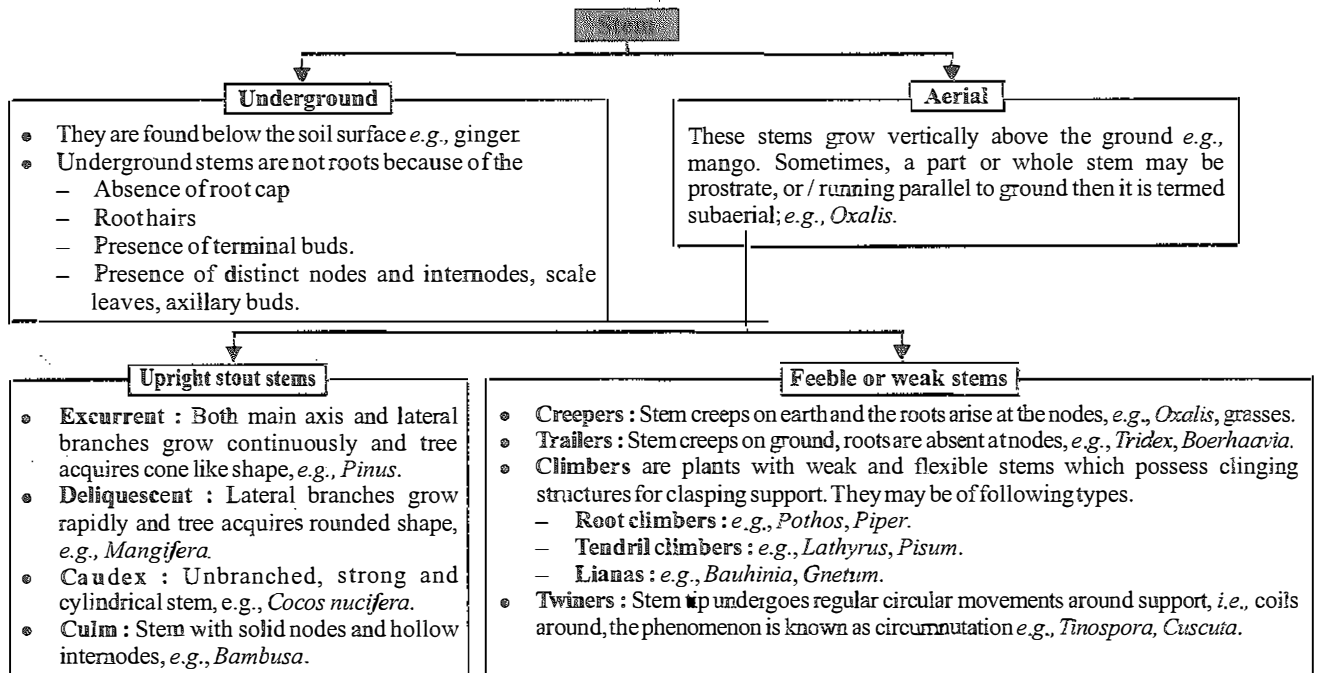 Stem
Underground
• They are found below the soil surface e.g., ginger.
• Underground stems are not roots because of the
– Absence of root cap
– Root hairs
– Presence of terminal buds.
– Presence of distinct nodes and internodes, scale
leaves, axillary buds.
Aerial
These stems grow vertically above the ground e.g.,
mango. Sometimes, a part or whole stem may be
prostrate, or / running parallel to ground then it is termed
subaerial; e.g., Oxalis.
Upright stout stems
• Excurrent : Both main axis and lateral
branches grow continuously and tree
acquires cone like shape, e.g., Pinus.
• Deliquescent : Lateral branches grow
rapidly and tree acquires rounded shape,
e.g., Mangifera.
• Caudex : Unbranched, strong and
cylindrical stem, e.g., Cocos nucifera.
• Culm : Stem with solid nodes and hollow
internodes, e.g., Bambusa.
Feeble or weak stems
• Creepers : Stem creeps on earth and the roots arise at the nodes, e.g., Oxalis, grasses.
• Trailers : Stem creeps on ground, roots are absent at nodes, e.g., Tridex, Boerhaavia.
• Climbers are plants with weak and flexible stems which possess clinging
structures for clasping support. They may be of following types.
– Root climbers : e.g., Pothos, Piper.
– Tendril climbers : e.g., Lathyrus, Pisum.
– Lianas : e.g., Bauhinia, Gnetum.
• Twiners : Stem tip undergoes regular circular movements around support, i.e., coils
around, the phenomenon is known as circumnutation e.g., Tinospora, Cuscuta.